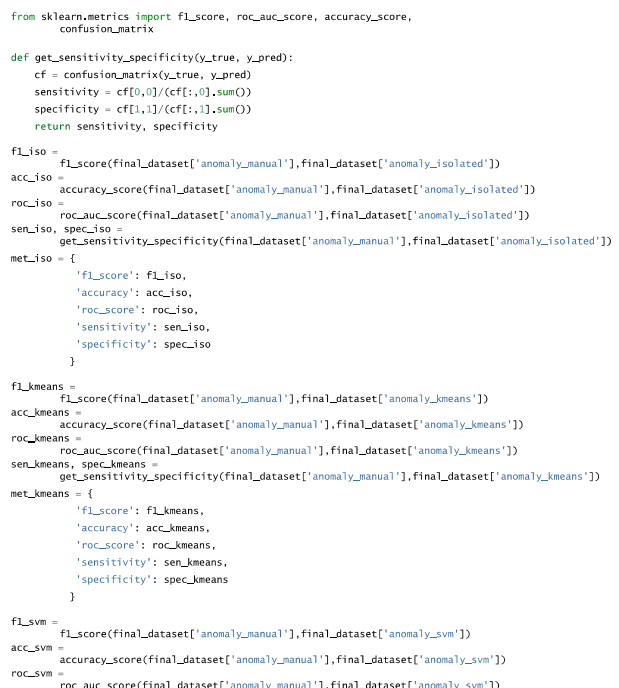 from sklearn.metrics import f1_score, roc_auc_score, accuracy_score,
        confusion_matrix
def get_sensitivity_specificity(y_true, y_pred):
    cf = confusion_matrix(y_true, y_pred)
    sensitivity = cf[0,0]/(cf[:,0].sum())
    specificity = cf[1,1]/(cf[:,1].sum())
    return sensitivity, specificity
f1_iso =
        f1_score(final_dataset['anomaly_manual'],final_dataset['anomaly_isolated'])
acc_iso =
        accuracy_score(final_dataset['anomaly_manual'],final_dataset['anomaly_isolated'])
roc_iso =
        roc_auc_score(final_dataset['anomaly_manual'],final_dataset['anomaly_isolated'])
sen_iso, spec_iso =
        get_sensitivity_specificity(final_dataset['anomaly_manual'],final_dataset['anomaly_isolated'])
met_iso = {
           'f1_score': f1_iso,
           'accuracy': acc_iso,
           'roc_score': roc_iso,
           'sensitivity': sen_iso,
           'specificity': spec_iso
          }
f1_kmeans =
        f1_score(final_dataset['anomaly_manual'],final_dataset['anomaly_kmeans'])
acc_kmeans =
        accuracy_score(final_dataset['anomaly_manual'],final_dataset['anomaly_kmeans'])
roc_kmeans =
        roc_auc_score(final_dataset['anomaly_manual'],final_dataset['anomaly_kmeans'])
sen_kmeans, spec_kmeans =
        get_sensitivity_specificity(final_dataset['anomaly_manual'],final_dataset['anomaly_kmeans'])
met_kmeans = {
           'f1_score': f1_kmeans,
           'accuracy': acc_kmeans,
           'roc_score': roc_kmeans,
           'sensitivity': sen_kmeans,
           'specificity': spec_kmeans
          }
f1_svm =
        f1_score(final_dataset['anomaly_manual'],final_dataset['anomaly_svm'])
acc_svm =
        accuracy_score(final_dataset['anomaly_manual'],final_dataset['anomaly_svm'])
roc_svm =
        roc_auc_score(final_dataset['anomaly_manual'],final_dataset['anomaly_svm'])